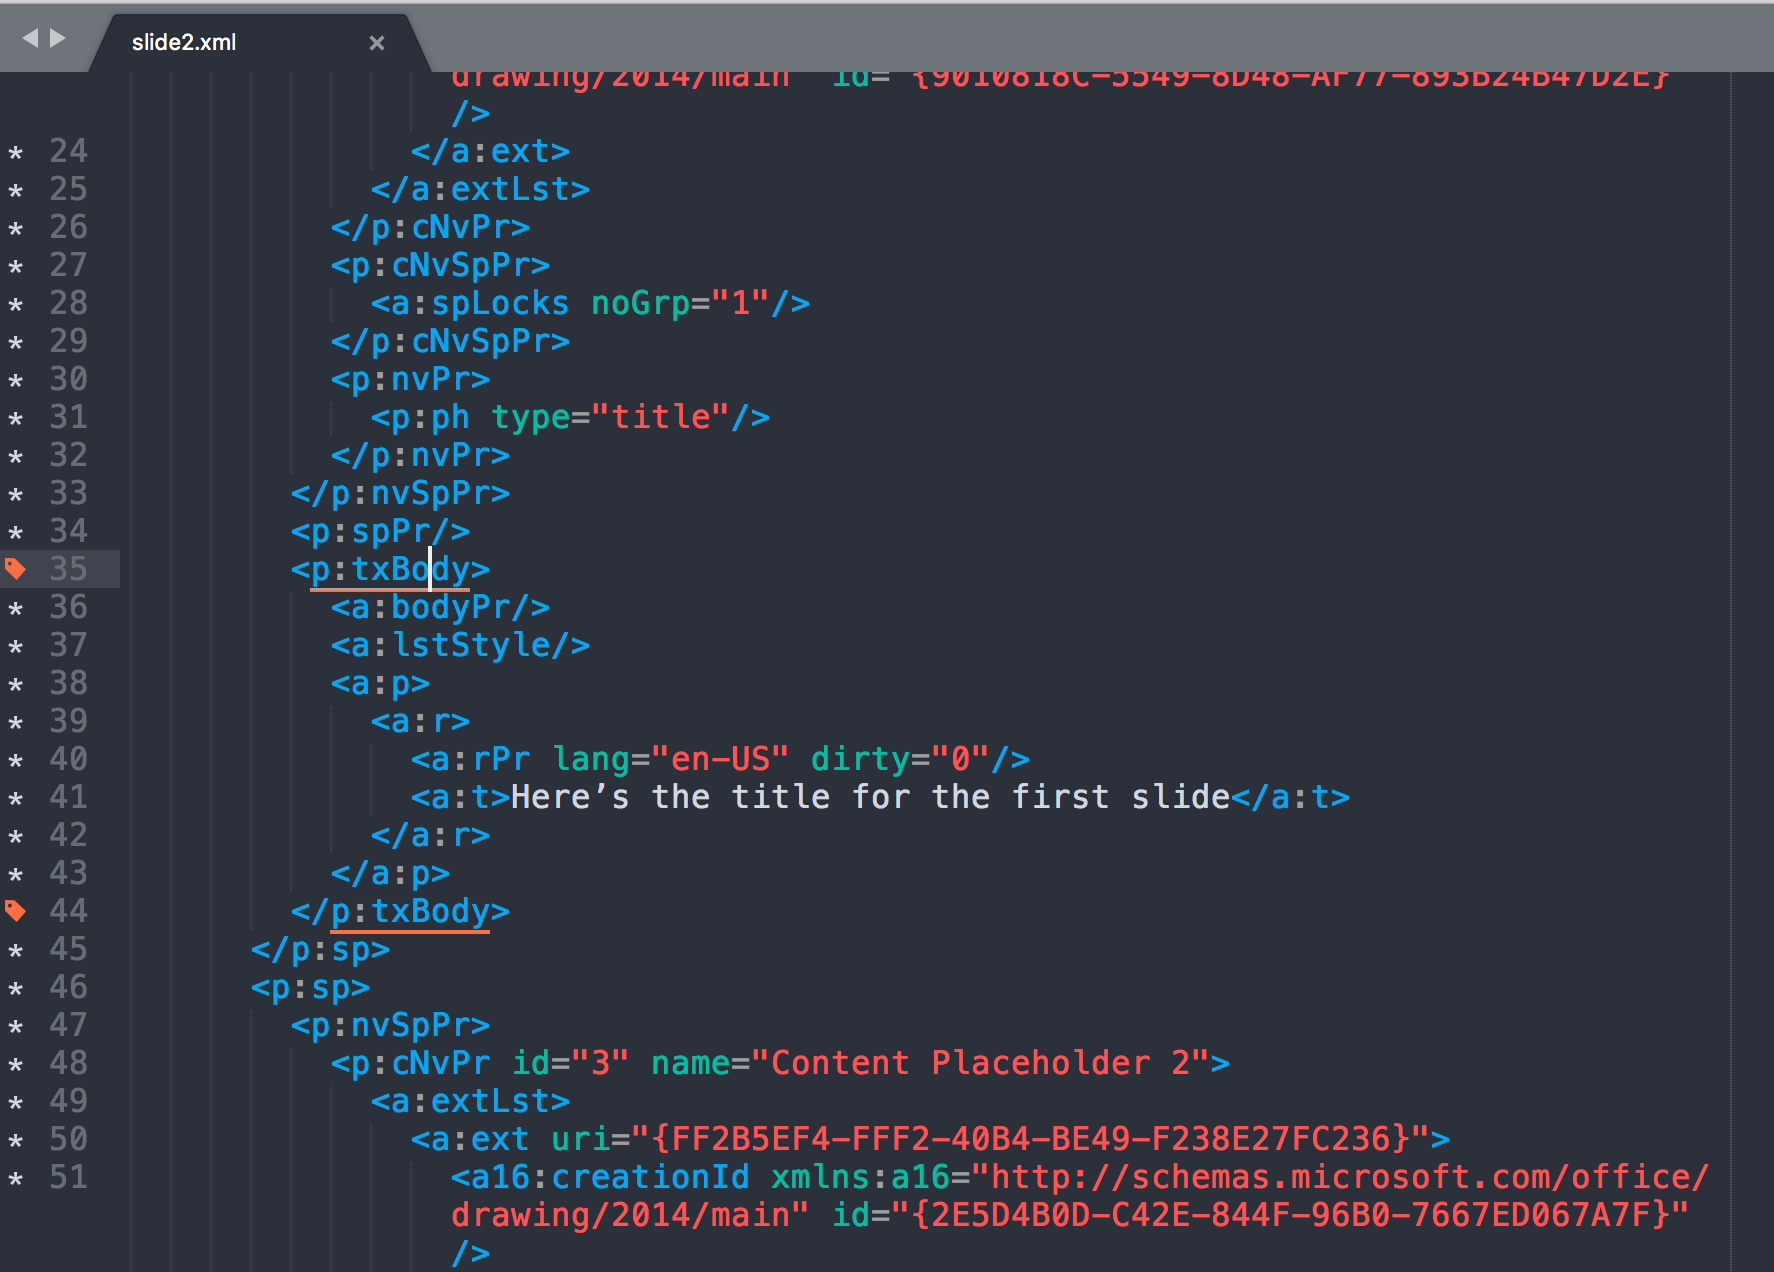 slide2.xml
drawing/2014/main" id="{9010818C-5549-8D48-AF77-893B24B47D2E}"
/>
24 </a:ext>
25 </a:extLst>
26 </p:cNvPr>
27 <p:cNvSpPr>
28 <a:spLocks noGrp="1"/>
29 </p:cNvSpPr>
30 <p:nvPr>
31 <p:ph type="title"/>
32 </p:nvPr>
33 </p:nvSpPr>
34 <p:spPr/>
35 <p:txBody>
36 <a:bodyPr/>
37 <a:lstStyle/>
38 <a:p>
39 <a:r>
40 <a:rPr lang="en-US" dirty="0"/>
41 <a:t>Here’s the title for the first slide</a:t>
42 </a:r>
43 </a:p>
44 </p:txBody>
45 </p:sp>
46 <p:sp>
47 <p:nvSpPr>
48 <p:cNvPr id="3" name="Content Placeholder 2">
49 <a:extLst>
50 <a:ext uri="{FF2B5EF4-FFF2-40B4-BE49-F238E27FC236}">
51 <a16:creationId xmlns:a16="http://schemas.microsoft.com/office/
drawing/2014/main" id="{2E5D4B0D-C42E-844F-96B0-7667ED067A7F}"
/>